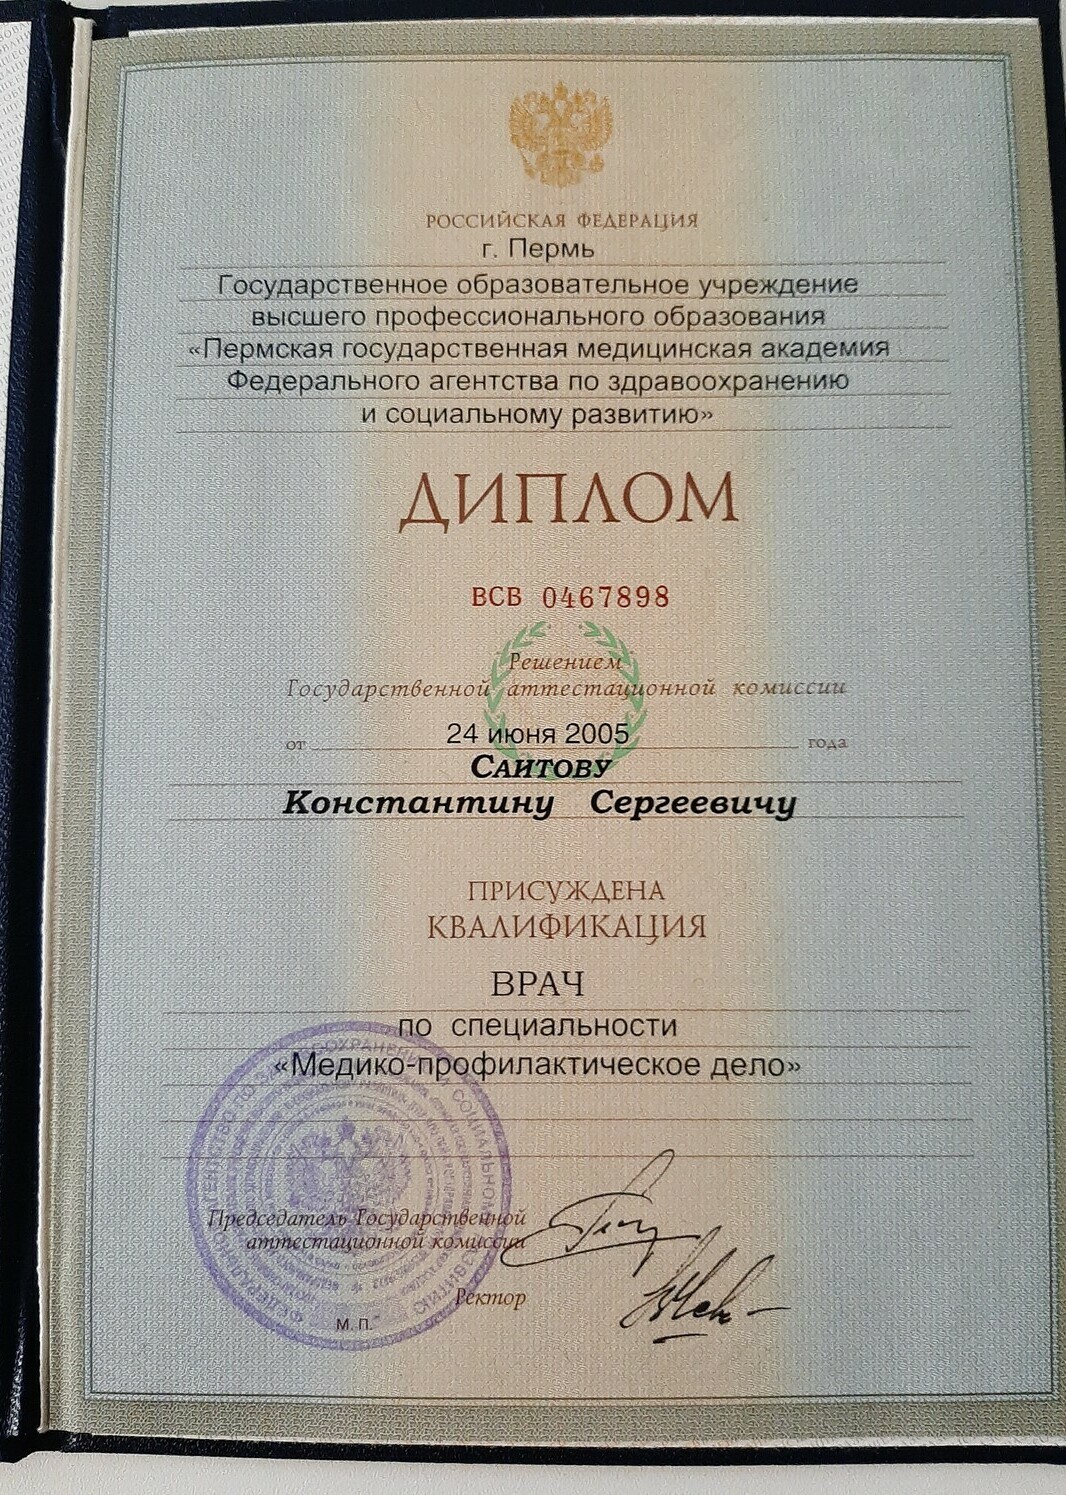 РОССИЙСКАЯ ФЕДЕРАЦИЯ
г. Пермь
Государственное образовательное учреждение
высшего профессионального образования
«Пермская государственная медицинская академия
Федерального агентства по здравоохранению
и социальному развитию»
ДИПЛОМ
ВСВ 0467898
Решением
Государственной аттестационной комиссии
от 24 июня 2005 года
САИТОВУ
Константину Сергеевичу
ПРИСУЖДЕНА
КВАЛИФИКАЦИЯ
ВРАЧ
по специальности
«Медико-профилактическое дело»
Председатель Государственной
аттестационной комиссии
Ректор
М. П.